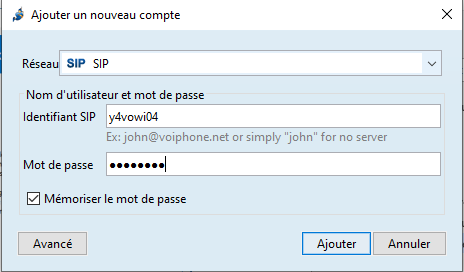 Ajouter un nouveau compte
Réseau SIP SIP
Nom d'utilisateur et mot de passe
Identifiant SIP y4vowi04
Ex: john@voiphone.net or simply "john" for no server
Mot de passe ●●●●●●●●
Mémoriser le mot de passe
Avancé Ajouter Annuler